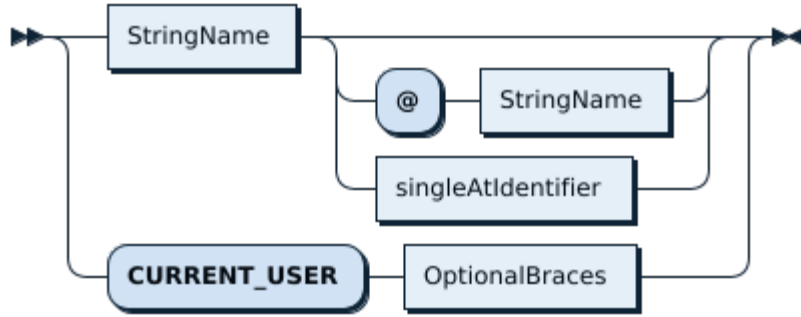 StringName
@ StringName
singleAtIdentifier
CURRENT_USER OptionalBraces